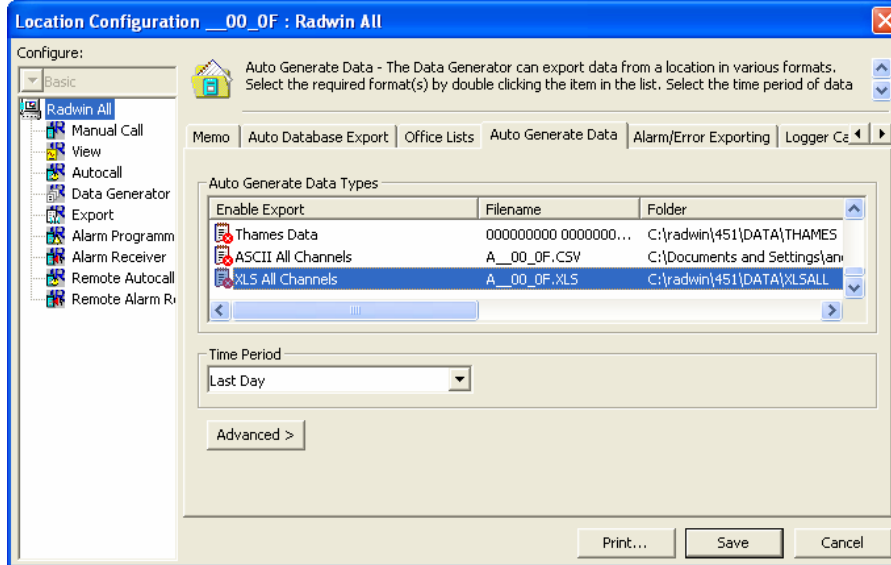 Location Configuration __00_0F : Radwin All
Configure:
Basic
Radwin All
Manual Call
View
Autocall
Data Generator
Export
Alarm Programm
Alarm Receiver
Remote Autocall
Remote Alarm R
Auto Generate Data - The Data Generator can export data from a location in various formats.
Select the required format(s) by double clicking the item in the list. Select the time period of data
Memo Auto Database Export Office Lists Auto Generate Data Alarm/Error Exporting Logger Ca
Auto Generate Data Types
Enable Export Filename Folder
Thames Data 000000000 0000000... C:\radwin\451\DATA\THAMES
ASCII All Channels A__00_0F.CSV C:\Documents and Settings\an
XLS All Channels A__00_0F.XLS C:\radwin\451\DATA\XLSALL
Time Period
Last Day
Advanced >
Print... Save Cancel